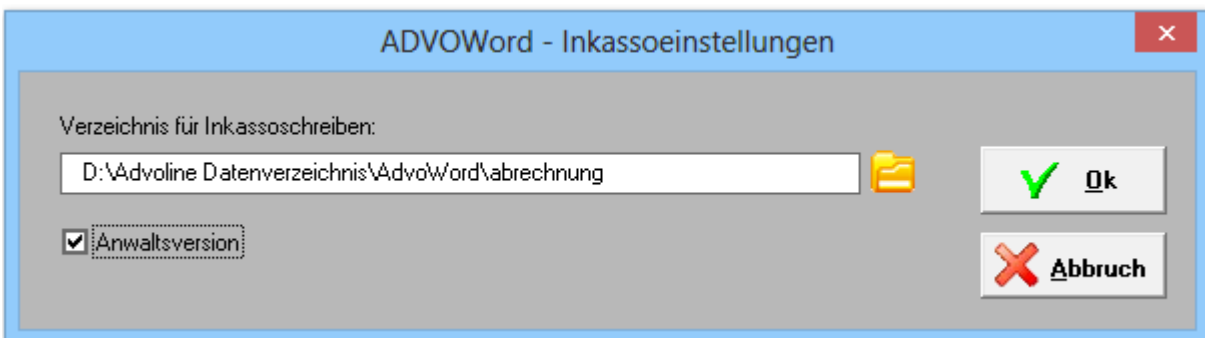 ADVOWord - Inkassoeinstellungen
Verzeichnis für Inkassoschreiben:
D:\Advoline Datenverzeichnis\AdvoWord\abrechnung
Ok
Anwaltsversion
Abbruch